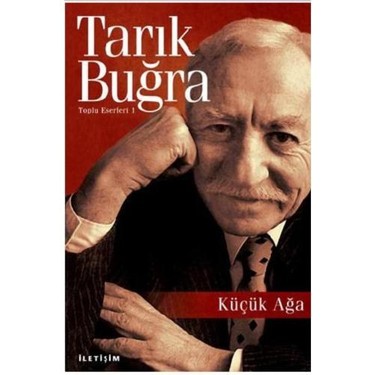 Tarık
Buğra
Toplu Eserleri 1
Küçük Ağa
İLETİŞİM